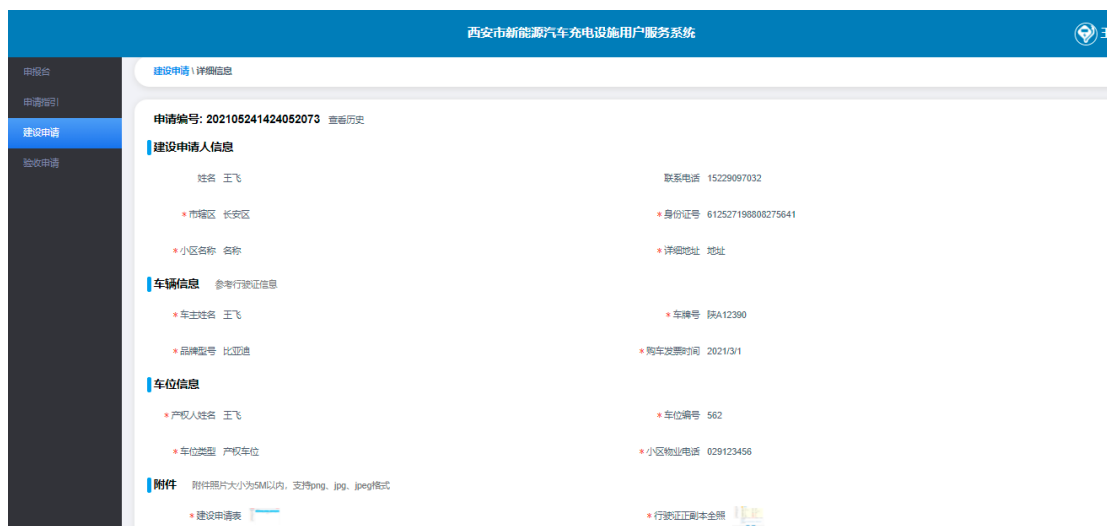 西安市新能源汽车充电设施用户服务系统
王
申报台
申请指引
建设申请
验收申请
建设申请 \ 详细信息
申请编号: 202105241424052073 查看历史
建设申请人信息
姓名 王飞 联系电话 15229097032
* 市辖区 长安区 * 身份证号 612527198808275641
* 小区名称 名称 * 详细地址 地址
车辆信息 参考行驶证信息
* 车主姓名 王飞 * 车牌号 陕A12390
* 品牌型号 比亚迪 * 购车发票时间 2021/3/1
车位信息
* 产权人姓名 王飞 * 车位编号 562
* 车位类型 产权车位 * 小区物业电话 029123456
附件 附件照片大小为5M以内，支持png、jpg、jpeg格式
* 建设申请表 * 行驶证正副本全照